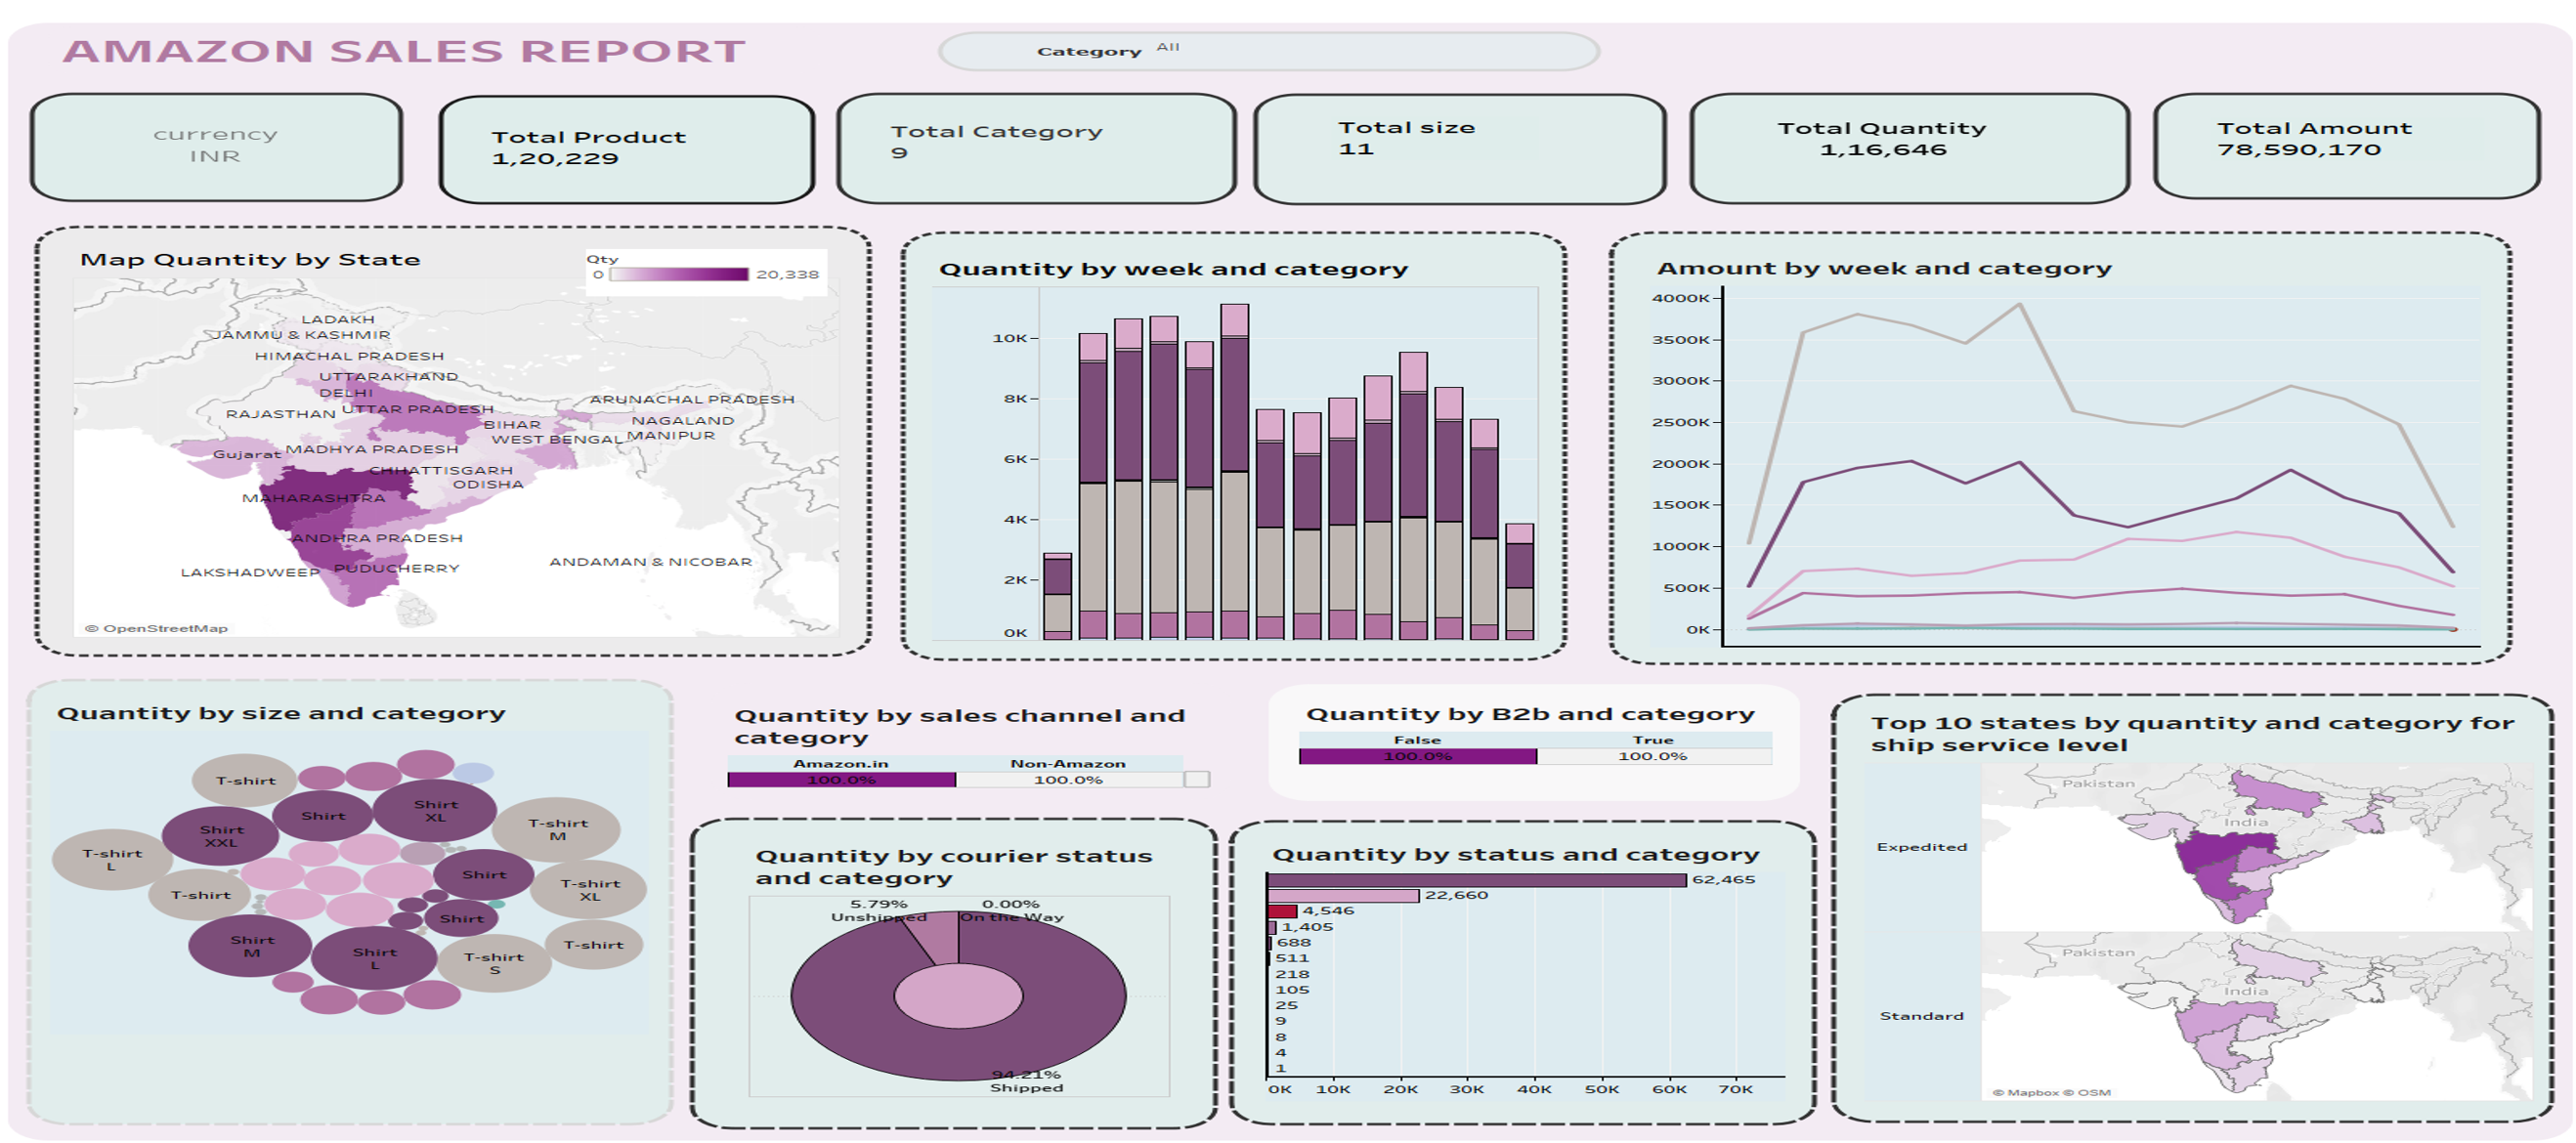 AMAZON SALES REPORT
Category All
currency
INR
Total Product
1,20,229
Total Category
9
Total size
11
Total Quantity
1,16,646
Total Amount
78,590,170
Map Quantity by State
Qty
0 20,338
LADAKH
JAMMU & KASHMIR
HIMACHAL PRADESH
UTTARAKHAND
DELHI
ARUNACHAL PRADESH
RAJASTHAN
UTTAR PRADESH
NAGALAND
BIHAR
MANIPUR
WEST BENGAL
MADHYA PRADESH
Gujarat
CHHATTISGARH
ODISHA
MAHARASHTRA
ANDHRA PRADESH
ANDAMAN & NICOBAR
LAKSHADWEEP
PUDUCHERRY
© OpenStreetMap
Quantity by week and category
10K
8K
6K
4K
2K
0K
Amount by week and category
4000K
3500K
3000K
2500K
2000K
1500K
1000K
500K
0K
Quantity by size and category
T-shirt
Shirt
XL
Shirt
T-shirt
M
Shirt
XXL
T-shirt
L
Shirt
T-shirt
XL
T-shirt
Shirt
Shirt
M
T-shirt
Shirt
L
T-shirt
S
Quantity by sales channel and
category
Amazon.in Non-Amazon
100.0% 100.0%
Quantity by B2b and category
False True
100.0% 100.0%
Quantity by courier status
and category
5.79%
Unshipped
0.00%
On the Way
94.21%
Shipped
Quantity by status and category
62,465
22,660
4,546
1,405
688
511
218
105
25
9
8
4
1
0K 10K 20K 30K 40K 50K 60K 70K
Top 10 states by quantity and category for
ship service level
Pakistan
India
Expedited
Pakistan
India
Standard
© Mapbox © OSM